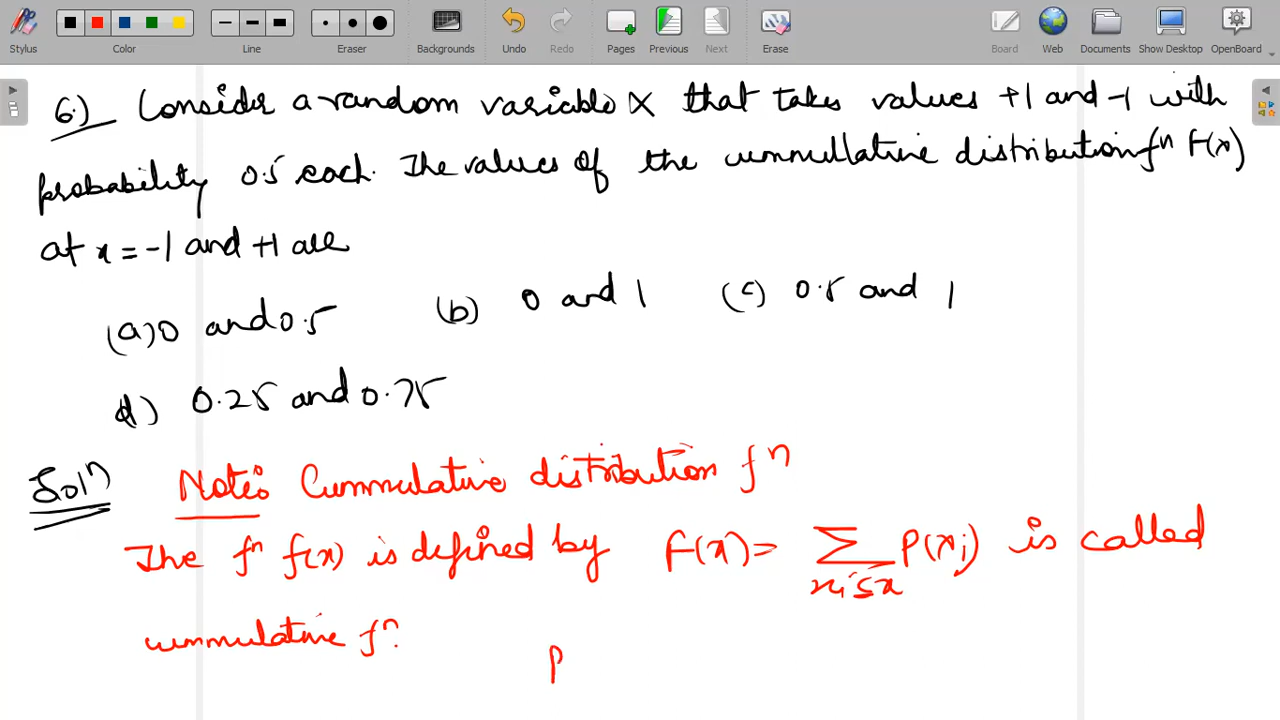 Stylus Color Line Eraser Backgrounds Undo Redo Pages Previous Next Erase Board Web Documents Show Desktop OpenBoard
6.) Consider a random variable X that takes values +1 and -1 with
probability 0.5 each. The values of the cummullative distribution fⁿ F(x)
at x = -1 and +1 are
(a) 0 and 0.5 (b) 0 and 1 (c) 0.5 and 1
d) 0.25 and 0.75
Solⁿ Note: Cummulative distribution fⁿ
The fⁿ f(x) is defined by F(x) = ∑ P(xi) is called
xi ≤ x
cummulative fⁿ.
P